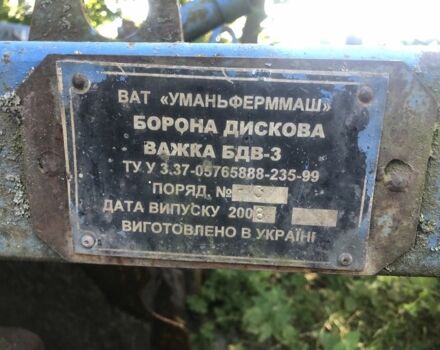 ВАТ «УМАНЬФЕРММАШ»
БОРОНА ДИСКОВА
ВАЖКА БДВ-3
ТУ У 3.37-05765888-235-99
ПОРЯД. №
ДАТА ВИПУСКУ 2008
ВИГОТОВЛЕНО В УКРАЇНІ